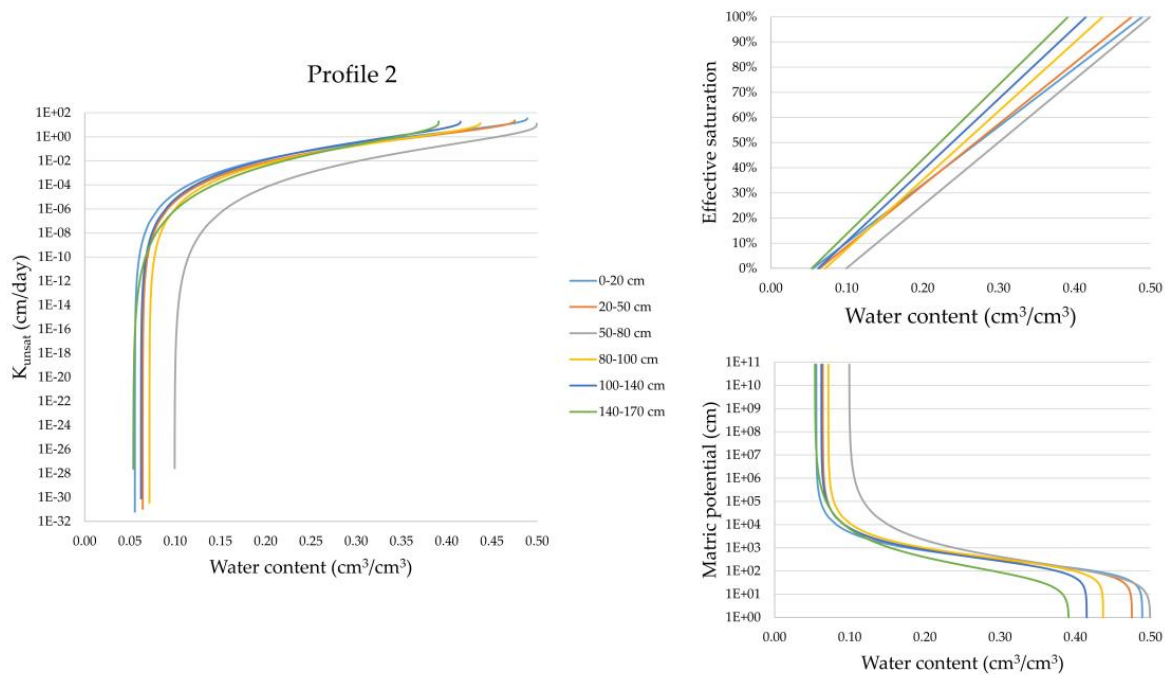 Profile 2
1E+02
1E+00
1E-02
1E-04
1E-06
1E-08
1E-10
1E-12
1E-14
1E-16
1E-18
1E-20
1E-22
1E-24
1E-26
1E-28
1E-30
1E-32
Kunsat (cm/day)
0.00 0.05 0.10 0.15 0.20 0.25 0.30 0.35 0.40 0.45 0.50
Water content (cm³/cm³)
0-20 cm
20-50 cm
50-80 cm
80-100 cm
100-140 cm
140-170 cm
100%
90%
80%
70%
60%
50%
40%
30%
20%
10%
0%
Effective saturation
0.00 0.10 0.20 0.30 0.40 0.50
Water content (cm³/cm³)
1E+11
1E+10
1E+09
1E+08
1E+07
1E+06
1E+05
1E+04
1E+03
1E+02
1E+01
1E+00
Matric potential (cm)
0.00 0.10 0.20 0.30 0.40 0.50
Water content (cm³/cm³)